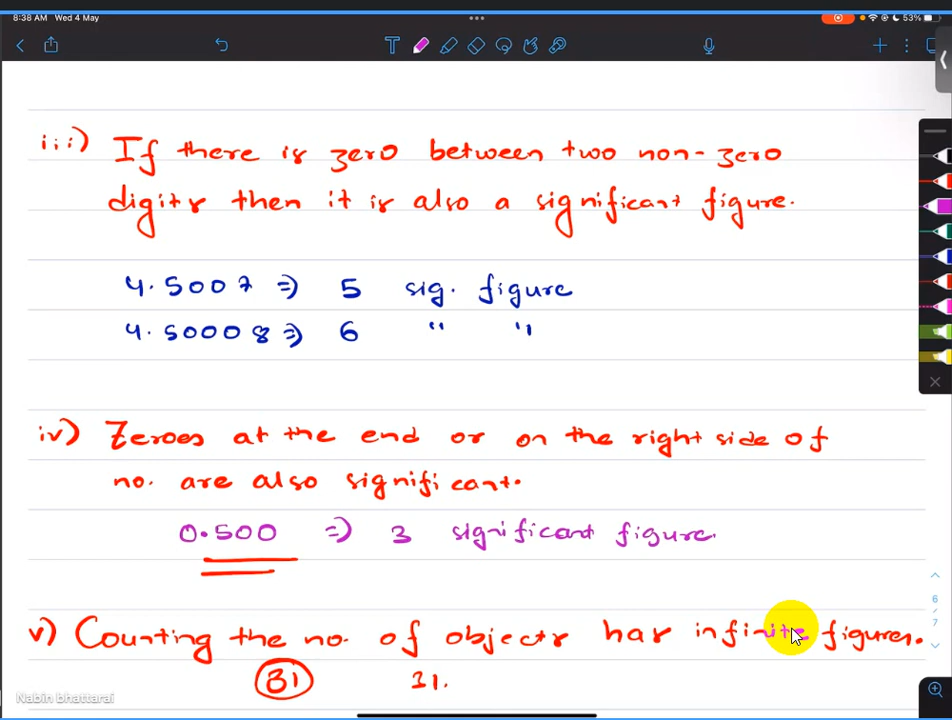 8:38 AM Wed 4 May
53%
iii) If there is zero between two non-zero
digits then it is also a significant figure.
4.5007 => 5 sig. figure
4.50008 => 6 " "
iv) Zeroes at the end or on the right side of
no. are also significant.
0.500 => 3 significant figure.
v) Counting the no. of objects has infinite figures.
31 31.
6
7
Nabin bhattarai